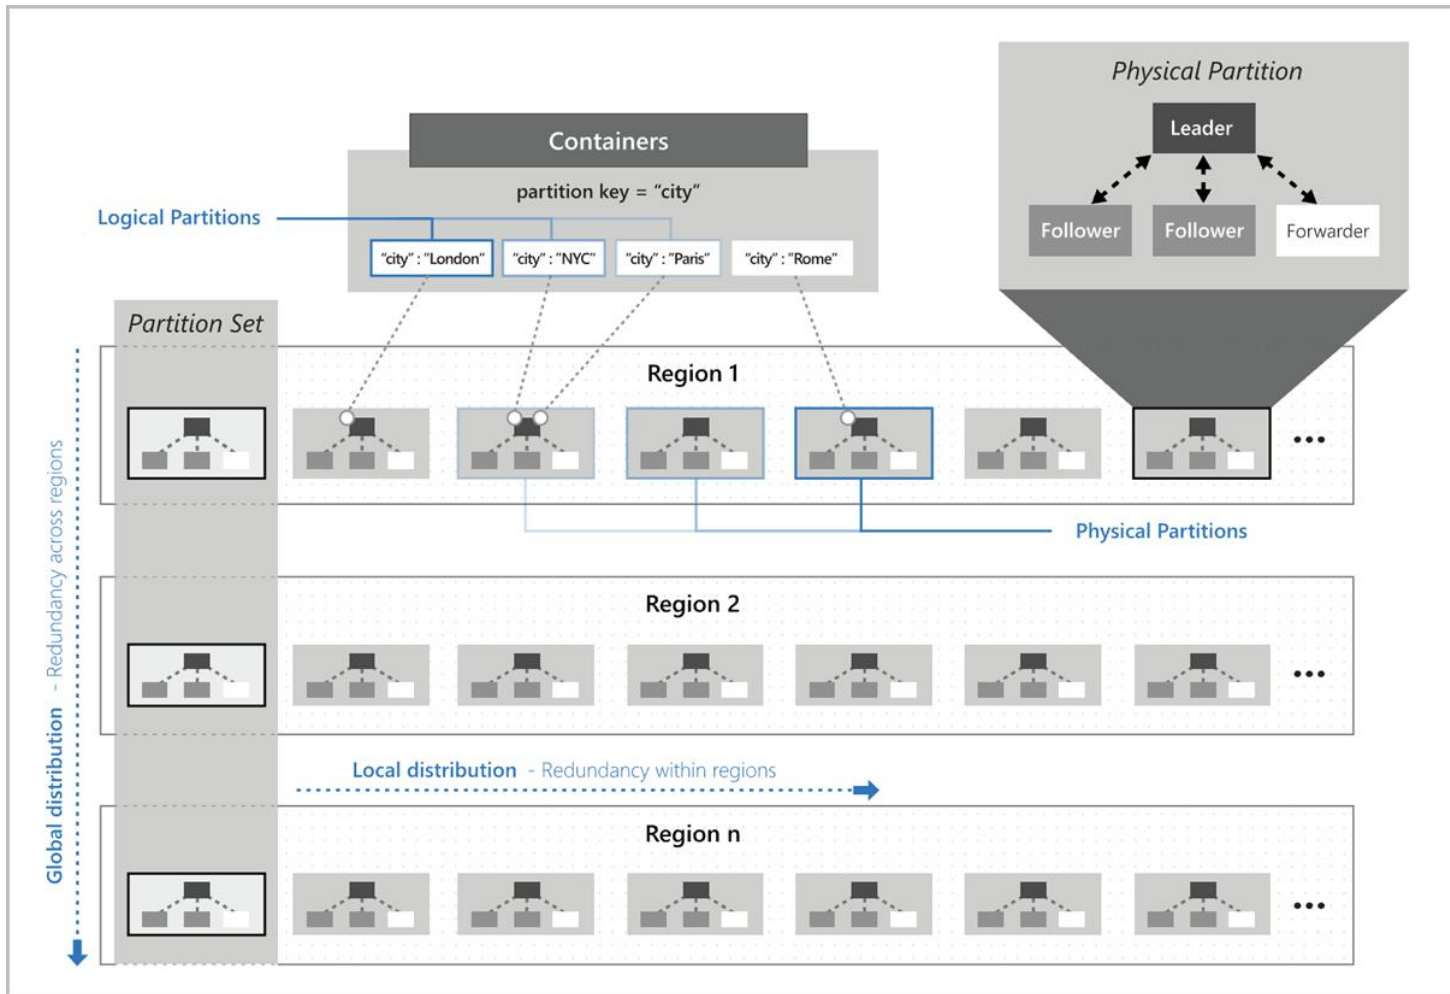 Physical Partition
Leader
Follower
Follower
Forwarder
Containers
partition key = “city”
Logical Partitions
“city” : “London”
“city” : “NYC”
“city” : “Paris”
“city” : “Rome”
Partition Set
Region 1
•••
Physical Partitions
Region 2
•••
Global distribution - Redundancy across regions
Local distribution - Redundancy within regions
Region n
•••